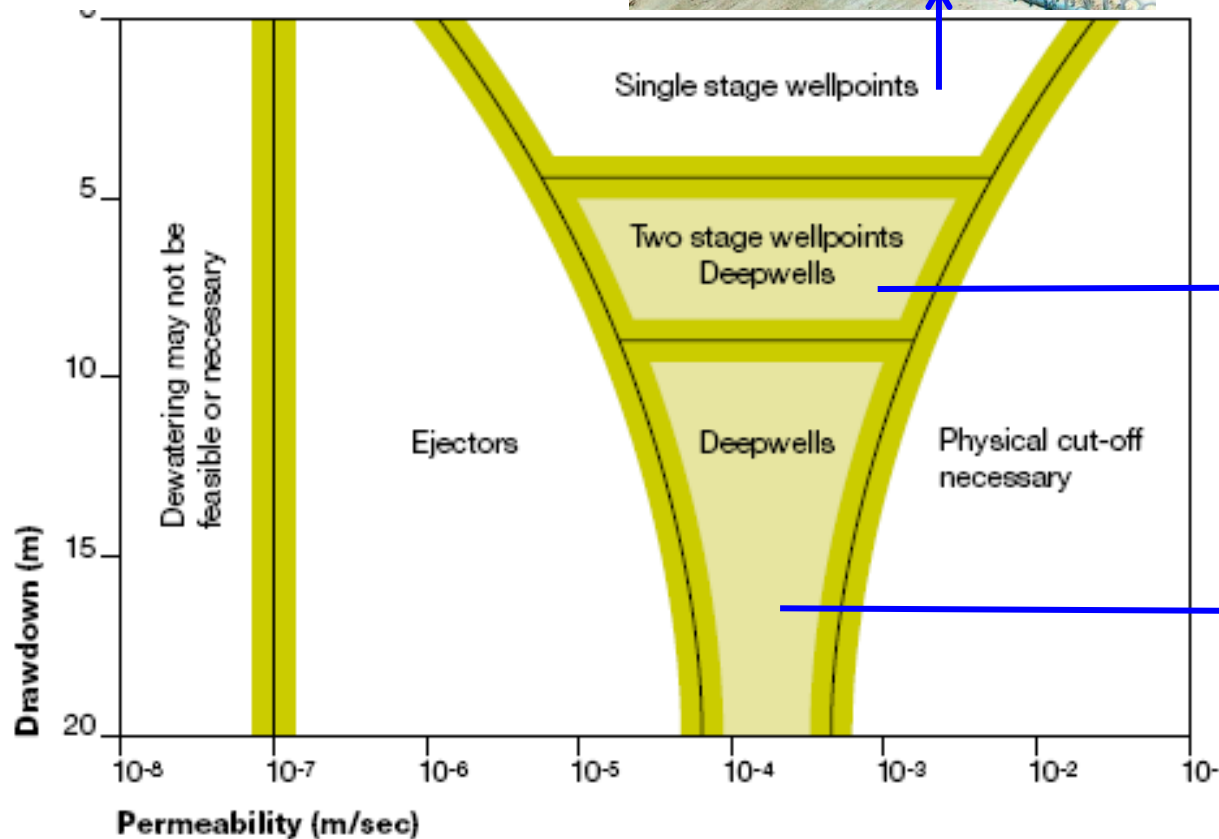 Single stage wellpoints
5
Two stage wellpoints
Deepwells
Dewatering may not be
feasible or necessary
10
Ejectors
Deepwells
Physical cut-off
necessary
15
Drawdown (m)
20
10-8
10-7
10-6
10-5
10-4
10-3
10-2
10-
Permeability (m/sec)